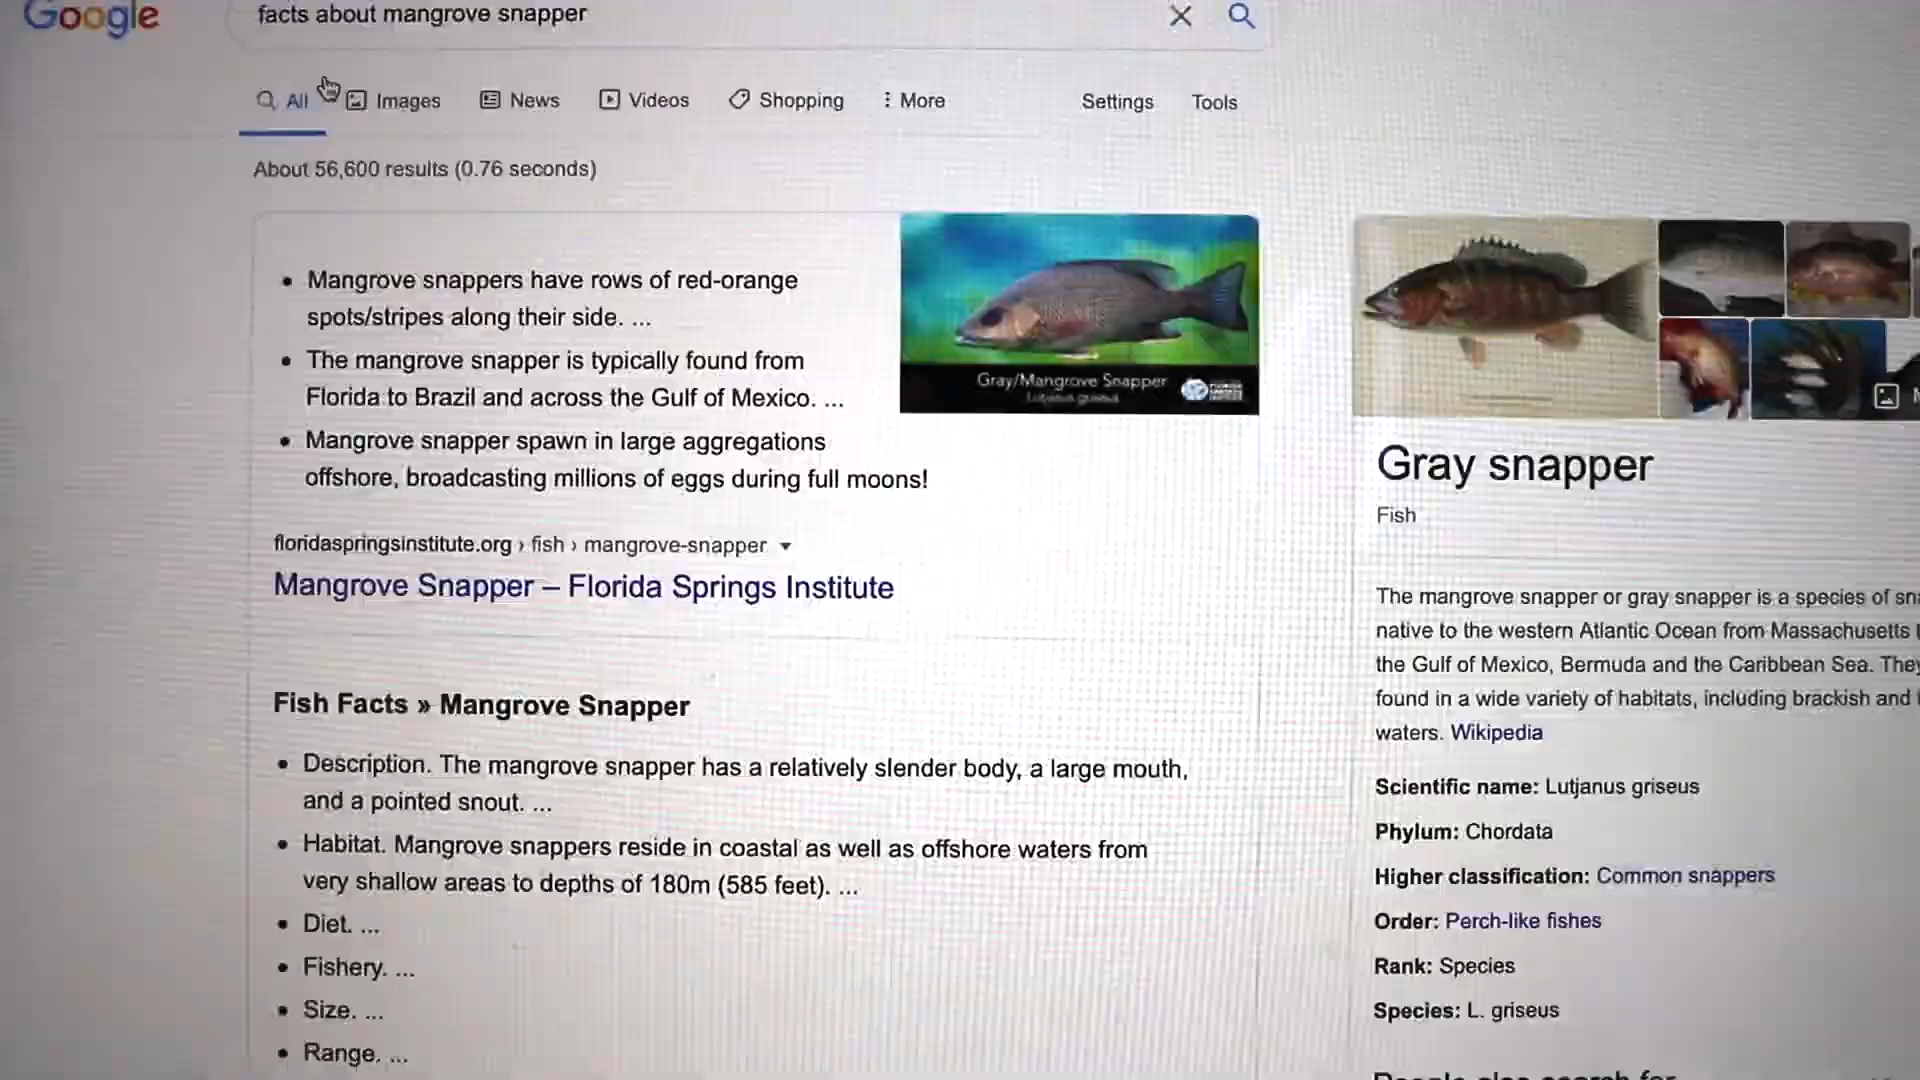 Google
facts about mangrove snapper
All
Images
News
Videos
Shopping
More
Settings
Tools
About 56,600 results (0.76 seconds)
• Mangrove snappers have rows of red-orange
spots/stripes along their side. ...
• The mangrove snapper is typically found from
Florida to Brazil and across the Gulf of Mexico. ...
• Mangrove snapper spawn in large aggregations
offshore, broadcasting millions of eggs during full moons!
Gray/Mangrove Snapper
Lutjanus griseus
floridaspringsinstitute.org › fish › mangrove-snapper
Mangrove Snapper – Florida Springs Institute
Fish Facts » Mangrove Snapper
• Description. The mangrove snapper has a relatively slender body, a large mouth,
and a pointed snout. ...
• Habitat. Mangrove snappers reside in coastal as well as offshore waters from
very shallow areas to depths of 180m (585 feet). ...
• Diet. ...
• Fishery. ...
• Size. ...
• Range. ...
Gray snapper
Fish
The mangrove snapper or gray snapper is a species of
native to the western Atlantic Ocean from Massachusetts
the Gulf of Mexico, Bermuda and the Caribbean Sea. They
found in a wide variety of habitats, including brackish and
waters. Wikipedia
Scientific name: Lutjanus griseus
Phylum: Chordata
Higher classification: Common snappers
Order: Perch-like fishes
Rank: Species
Species: L. griseus
People also search for